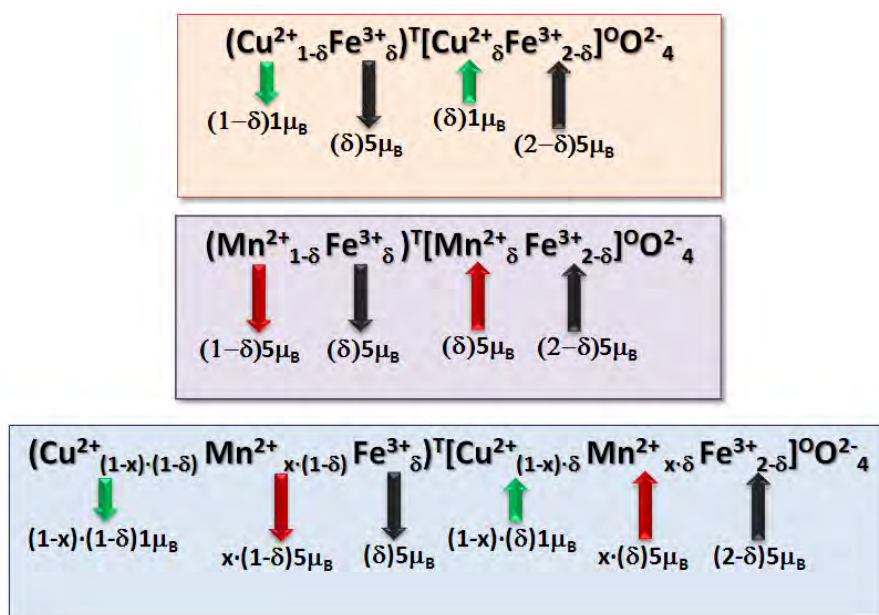 (Cu²⁺₁₋δFe³⁺δ)ᵀ[Cu²⁺δFe³⁺₂₋δ]ᴼO²⁻₄
(1−δ)1μB (δ)5μB (δ)1μB (2−δ)5μB
(Mn²⁺₁₋δ Fe³⁺δ )ᵀ[Mn²⁺δ Fe³⁺₂₋δ]ᴼO²⁻₄
(1−δ)5μB (δ)5μB (δ)5μB (2−δ)5μB
(Cu²⁺₍₁₋ₓ₎.₍₁₋δ₎ Mn²⁺ₓ.₍₁₋δ₎ Fe³⁺δ)ᵀ[Cu²⁺₍₁₋ₓ₎.δ Mn²⁺ₓ.δ Fe³⁺₂₋δ]ᴼO²⁻₄
(1-x)·(1-δ)1μB x·(1-δ)5μB (δ)5μB (1-x)·(δ)1μB x·(δ)5μB (2-δ)5μB